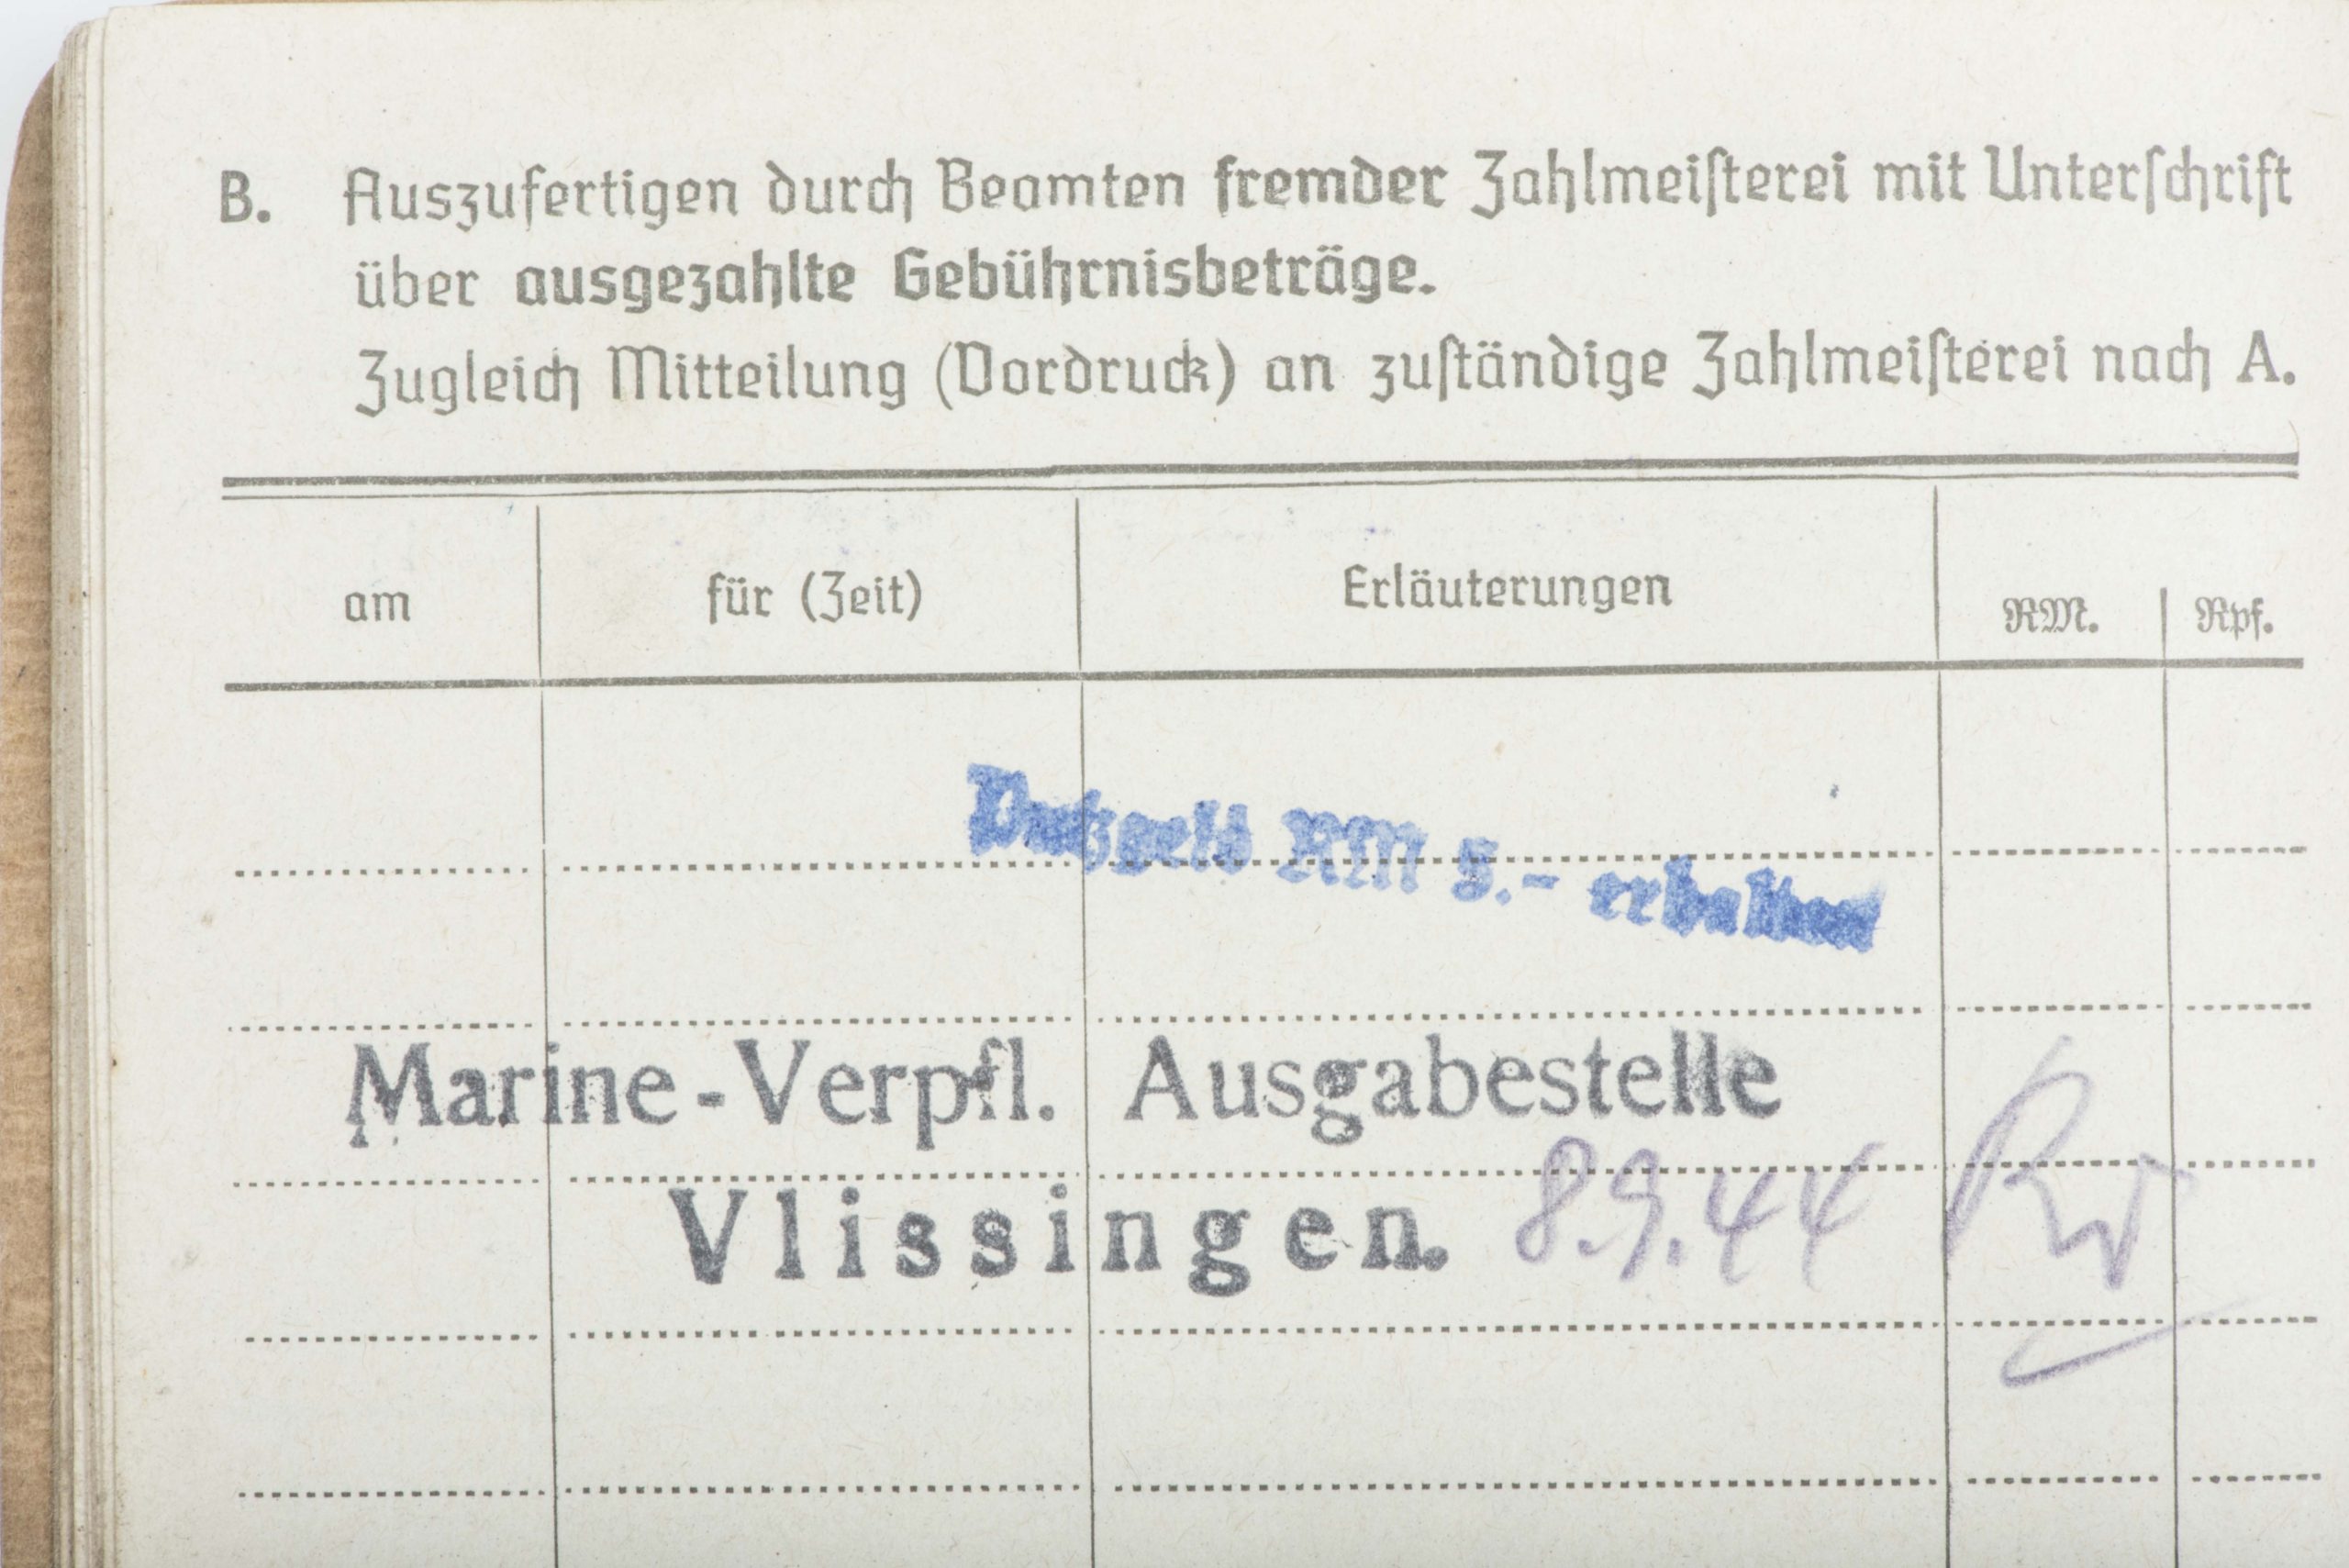 B. Auszufertigen durch Beamten fremder Zahlmeiſterei mit Unterſchrift
über ausgezahlte Gebührnisbeträge.
Zugleich Mitteilung (Vordruck) an zuſtändige Zahlmeiſterei nach A.
am für (Zeit) Erläuterungen RM. Rpf.
Putzgeld RM 5.- erhalten
Marine-Verpfl. Ausgabestelle
Vlissingen. 8.9.44